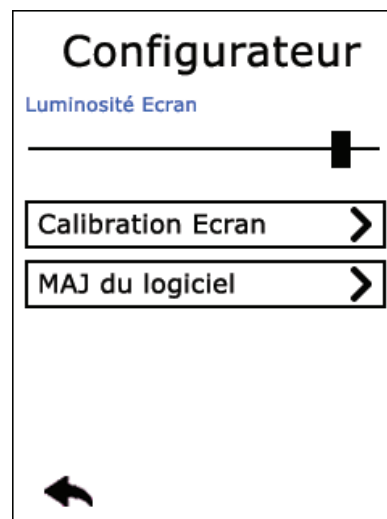 Configurateur
Luminosité Ecran
Calibration Ecran
MAJ du logiciel